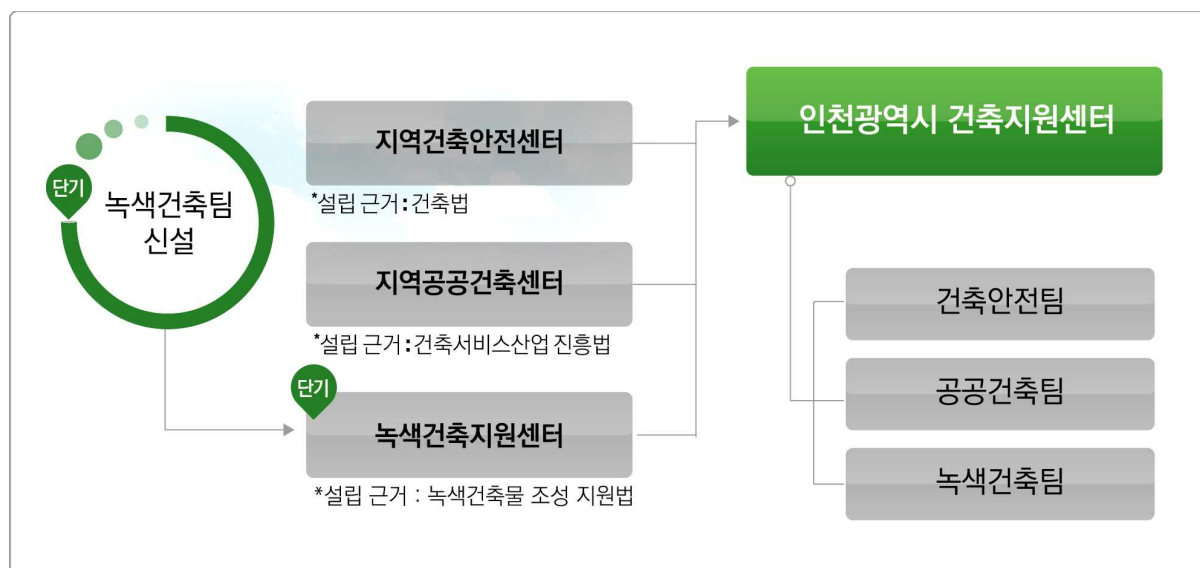 단기
녹색건축팀
신설
지역건축안전센터
*설립 근거 : 건축법
지역공공건축센터
*설립 근거 : 건축서비스산업 진흥법
단기
녹색건축지원센터
*설립 근거 : 녹색건축물 조성 지원법
인천광역시 건축지원센터
건축안전팀
공공건축팀
녹색건축팀